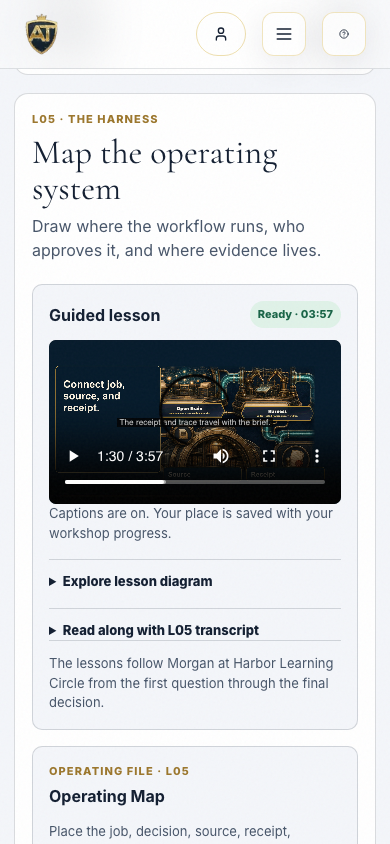 AT
L05 · THE HARNESS
Map the operating
system
Draw where the workflow runs, who
approves it, and where evidence lives.
Guided lesson
Ready · 03:57
Connect job,
source, and
receipt.
Open Book
The receipt and trace travel with the brief.
1:30 / 3:57
Source
Receipt
Captions are on. Your place is saved with your
workshop progress.
Explore lesson diagram
Read along with L05 transcript
The lessons follow Morgan at Harbor Learning
Circle from the first question through the final
decision.
OPERATING FILE · L05
Operating Map
Place the job, decision, source, receipt,